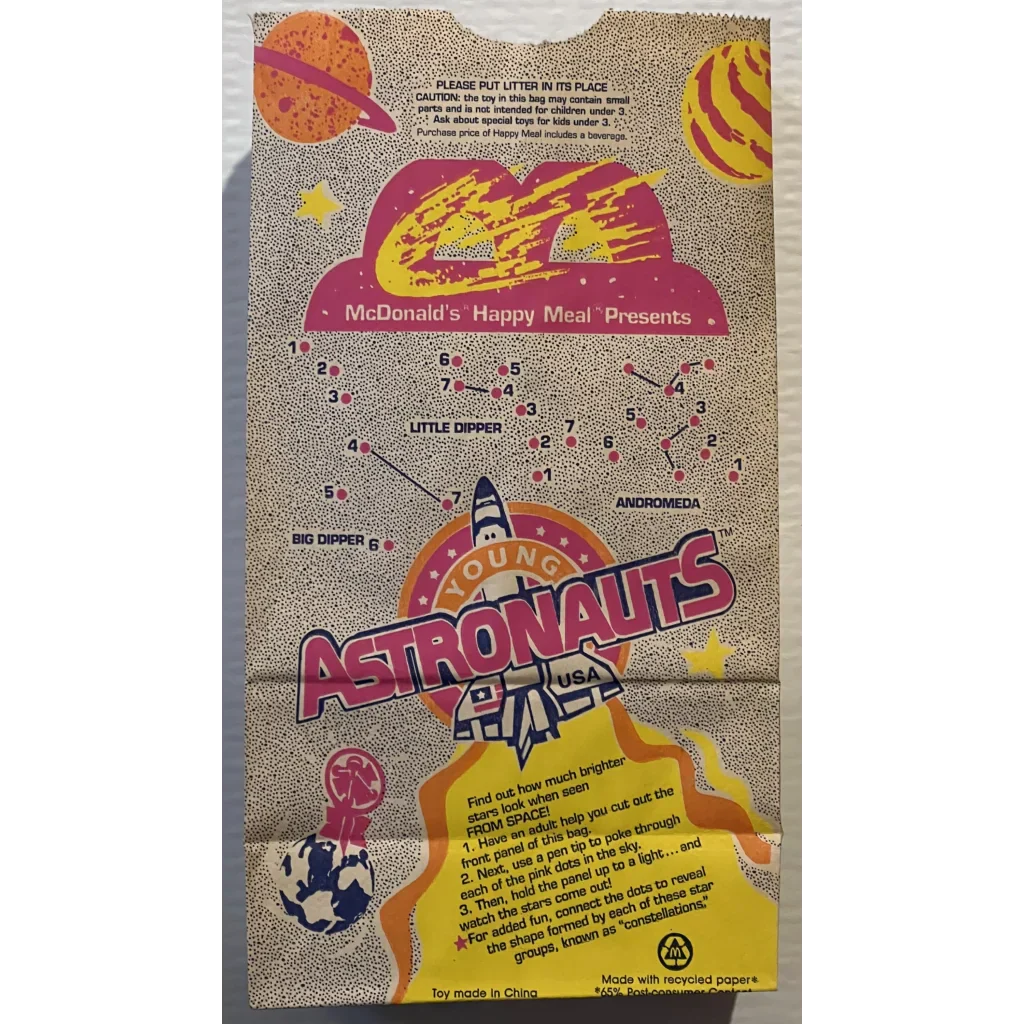 PLEASE PUT LITTER IN ITS PLACE
CAUTION: the toy in this bag may contain small
parts and is not intended for children under 3.
Ask about special toys for kids under 3.
Purchase price of Happy Meal includes a beverage.
McDonald's Happy Meal Presents
1
2
3
4
5
6
7
BIG DIPPER
6
5
7
4
3
2
1
LITTLE DIPPER
4
3
5
7
6
2
1
ANDROMEDA
YOUNG
ASTRONAUTS™
USA
Find out how much brighter
stars look when seen
FROM SPACE!
1. Have an adult help you cut out the
front panel of this bag.
2. Next, use a pen tip to poke through
each of the pink dots in the sky.
3. Then, hold the panel up to a light...and
watch the stars come out!
★For added fun, connect the dots to reveal
the shape formed by each of these star
groups, known as "constellations."
Toy made in China
Made with recycled paper*
*65% Post-consumer Content